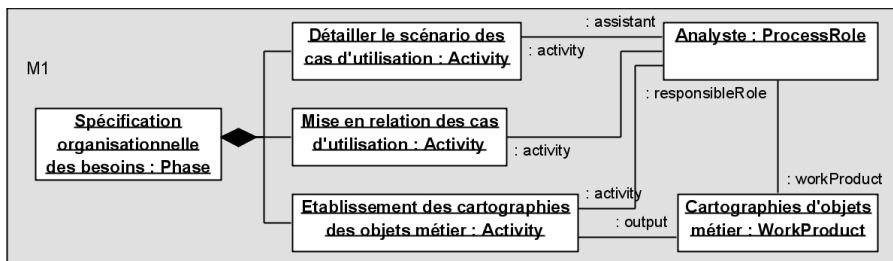 M1
Spécification
organisationnelle
des besoins : Phase
Détailler le scénario des
cas d'utilisation : Activity
: assistant
: activity
Analyste : ProcessRole
: responsibleRole
Mise en relation des cas
d'utilisation : Activity
: activity
Etablissement des cartographies
des objets métier : Activity
: activity
: output
: workProduct
Cartographies d'objets
métier : WorkProduct